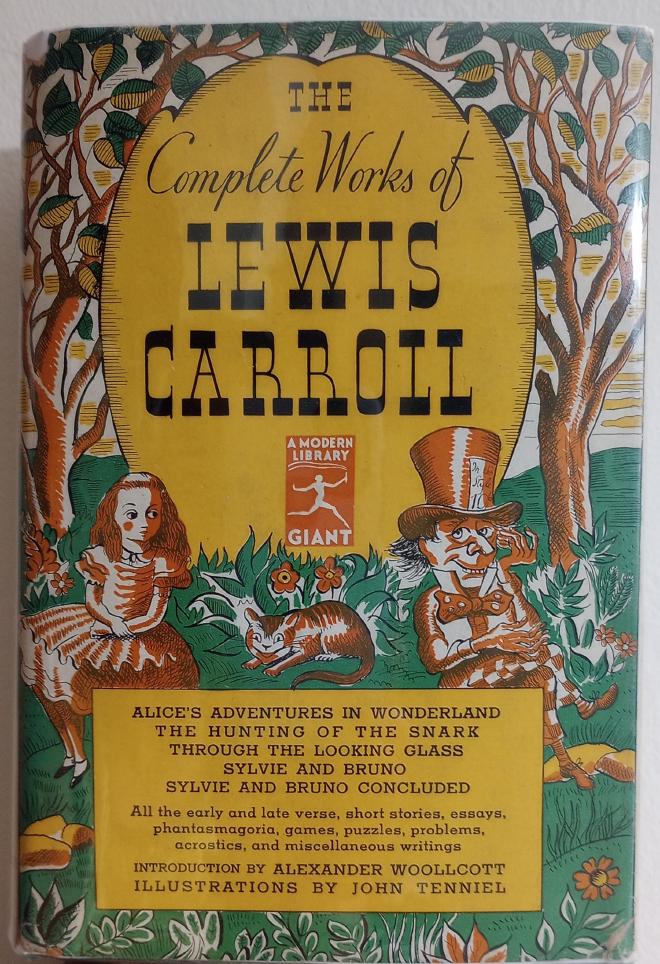 THE
Complete Works of
LEWIS
CARROLL
A MODERN
LIBRARY
GIANT
In
10
ALICE'S ADVENTURES IN WONDERLAND
THE HUNTING OF THE SNARK
THROUGH THE LOOKING GLASS
SYLVIE AND BRUNO
SYLVIE AND BRUNO CONCLUDED
All the early and late verse, short stories, essays,
phantasmagoria, games, puzzles, problems,
acrostics, and miscellaneous writings
INTRODUCTION BY ALEXANDER WOOLLCOTT
ILLUSTRATIONS BY JOHN TENNIEL